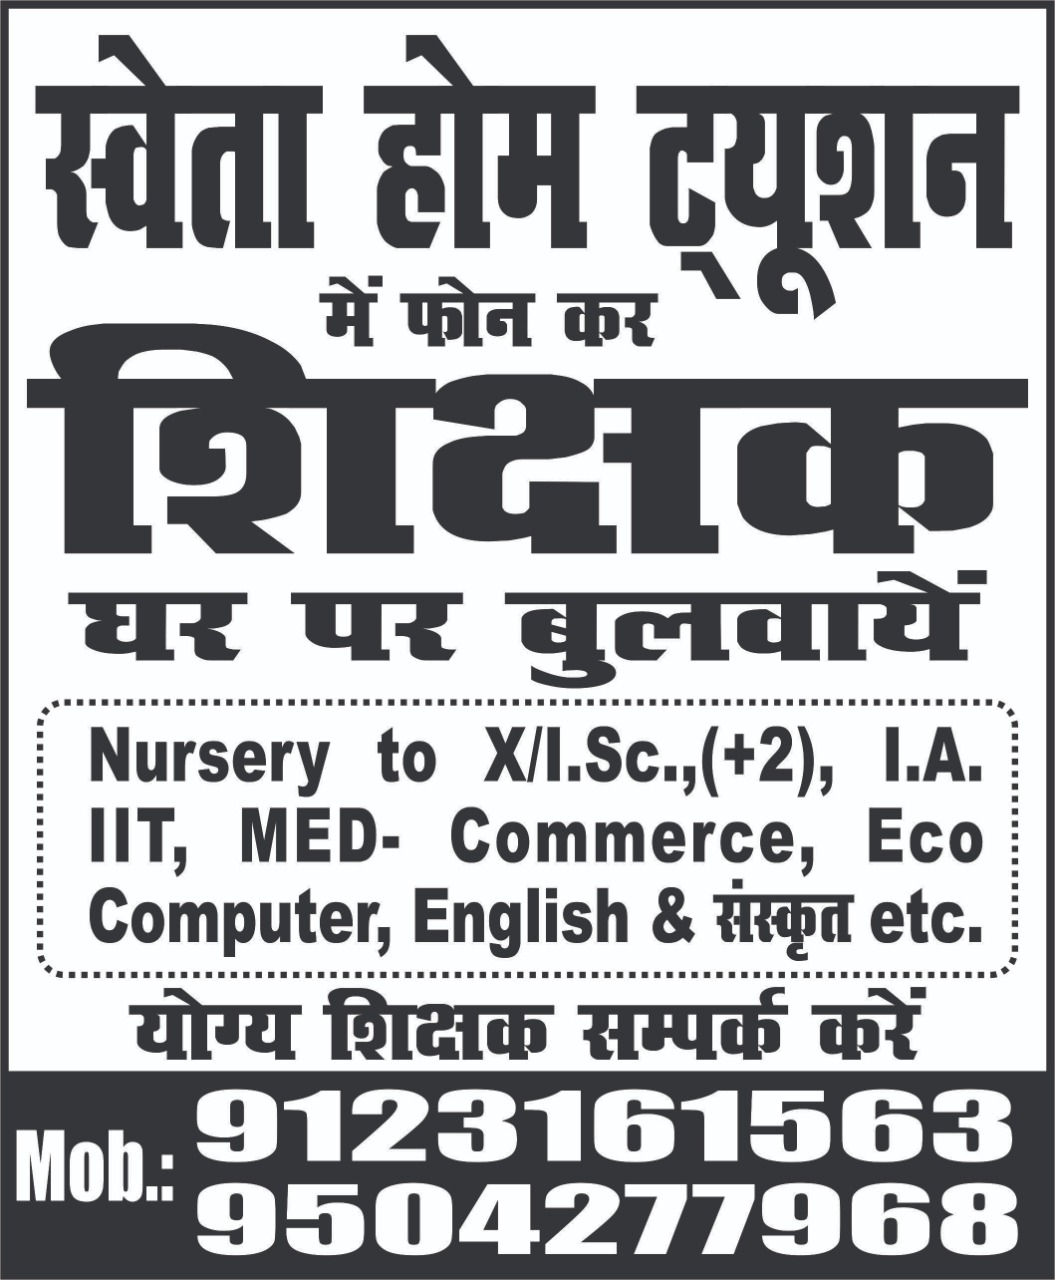 स्वेता होम ट्यूशन
में फोन कर
शिक्षक
घर पर बुलवायें
Nursery to X/I.Sc.,(+2), I.A.
IIT, MED- Commerce, Eco
Computer, English & संस्कृत etc.
योग्य शिक्षक सम्पर्क करें
Mob.: 9123161563
9504277968